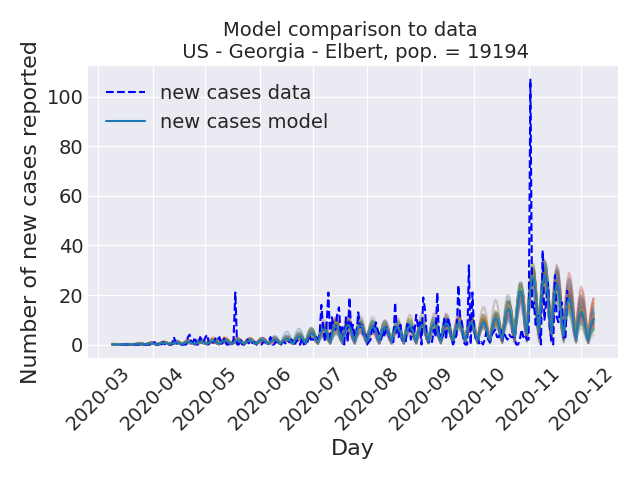 Model comparison to data
US - Georgia - Elbert, pop. = 19194
new cases data
new cases model
Number of new cases reported
100
80
60
40
20
0
2020-03
2020-04
2020-05
2020-06
2020-07
2020-08
2020-09
2020-10
2020-11
2020-12
Day